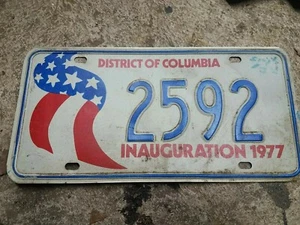 DISTRICT OF COLUMBIA
2592
INAUGURATION 1977